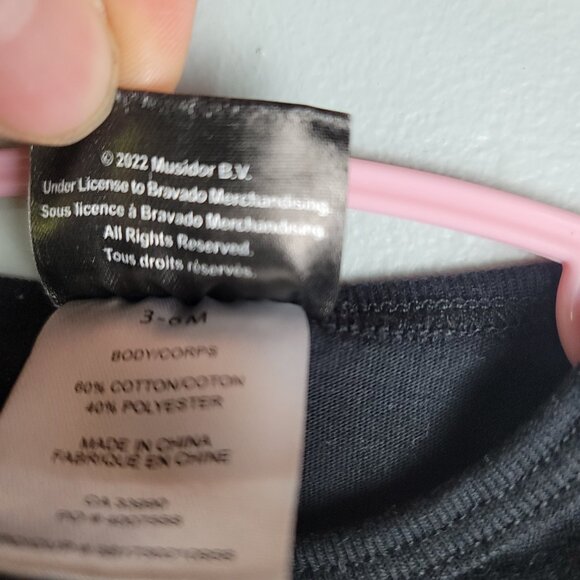 © 2022 Musidor B.V.
Under License to Bravado Merchandising.
Sous licence à Bravado Merchandising
All Rights Reserved.
Tous droits réservés.
3-6M
BODY/CORPS
60% COTTON/COTON
40% POLYESTER
MADE IN CHINA
FABRIQUE EN CHINE